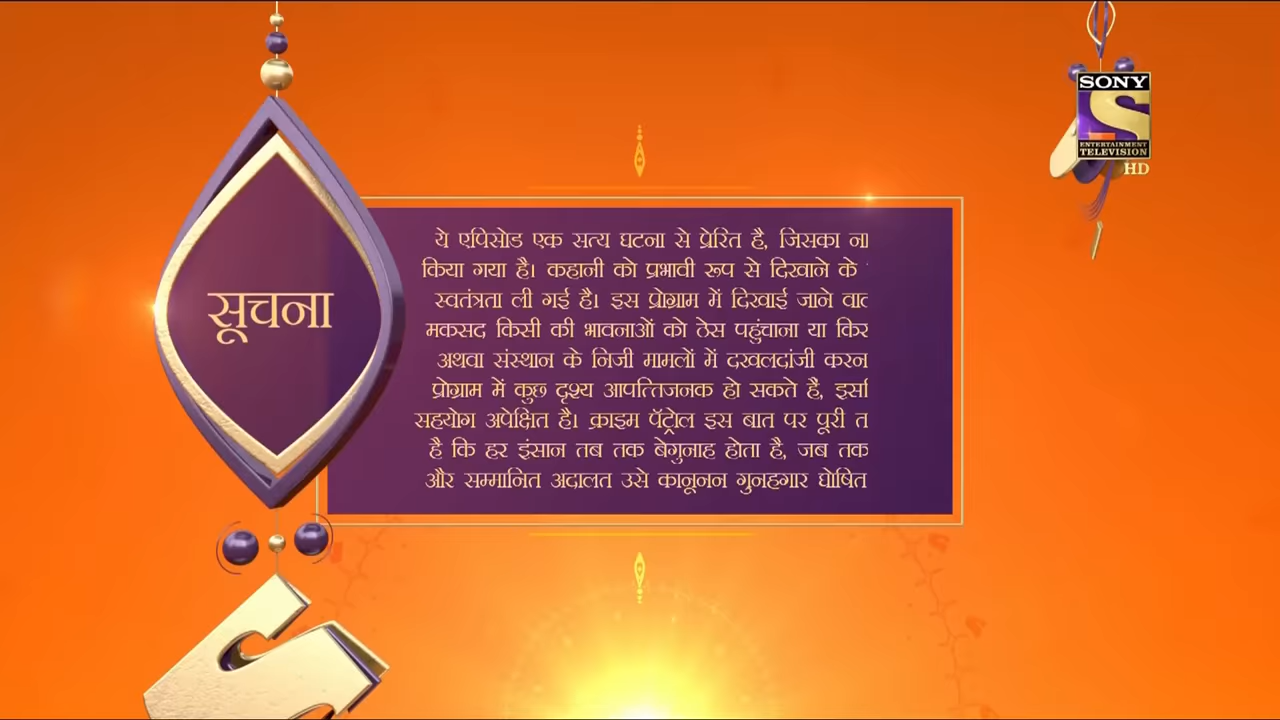 सूचना
ये एपिसोड एक सत्य घटना से प्रेरित है, जिसका
किया गया है। कहानी को प्रभावी रूप से दिखाने के
स्वतंत्रता ली गई है। इस प्रोग्राम में दिखाई जाने
मकसद किसी की भावनाओं को ठेस पहुंचाना या
अथवा संस्थान के निजी मामलों में दखलदांजी
प्रोग्राम में कुछ दृश्य आपत्तिजनक हो सकते हैं,
सहयोग अपेक्षित है। क्राइम पॅट्रोल इस बात पर पूरी
है कि हर इंसान तब तक बेगुनाह होता है, जब तक
और सम्मानित अदालत उसे कानूनन गुनहगार घोषित
SONY
ENTERTAINMENT
TELEVISION
HD